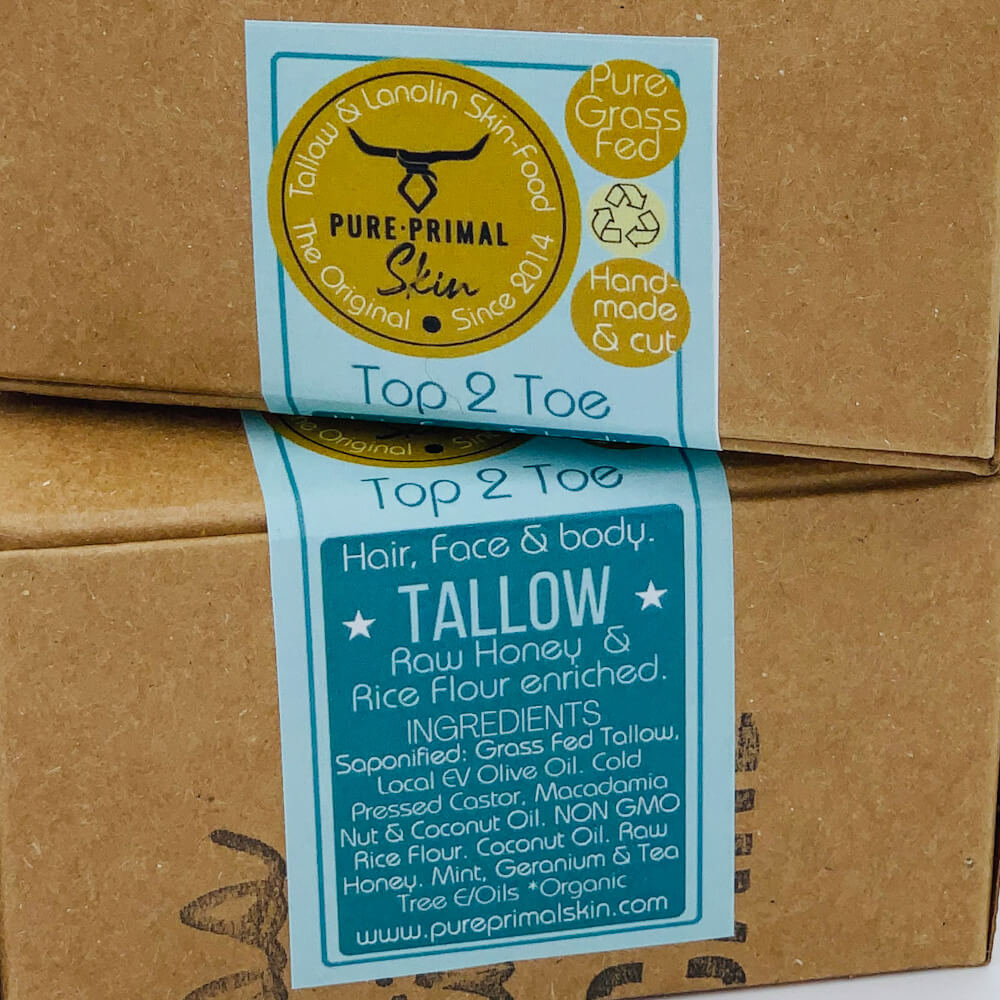 Tallow & Lanolin Skin-Food
PURE·PRIMAL
Skin
The Original • Since 2014
Pure
Grass
Fed
Hand-
made
& cut
Top 2 Toe
Original • Sin
Top 2 Toe
Hair, Face & body.
TALLOW
Raw Honey &
Rice Flour enriched.
INGREDIENTS
Saponified: Grass Fed Tallow,
Local EV Olive Oil. Cold
Pressed Castor, Macadamia
Nut & Coconut Oil. NON GMO
Rice Flour. Coconut Oil. Raw
Honey. Mint, Geranium & Tea
Tree E/Oils *Organic
www.pureprimalskin.com